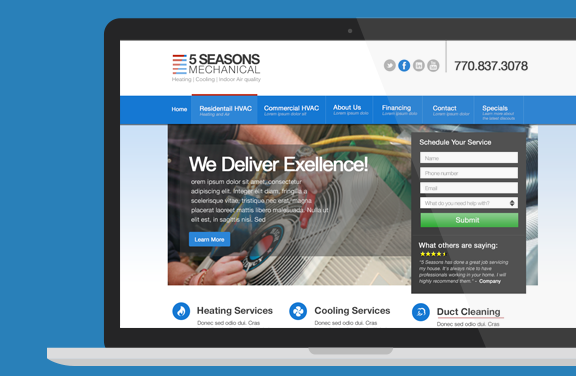 5 SEASONS
MECHANICAL
Heating | Cooling | Indoor Air quality
770.837.3078
Home
Residentail HVAC
Heating and Air
Commercial HVAC
Lorem ipsum dolor alt
About Us
Lorem ipsum dolor
Financing
Lorem ipsum dolor
Contact
Lorem ipsum dolor
Specials
Learn more about
the latest discounts
We Deliver Exellence!
orem ipsum dolor sit amet, consectetur
adipiscing elit. Integer elit diam, fringilla a
scelerisque vitae, tristique nec erat, magna
placerat laoreet mattis libero malesuada. Nulla ut
elit est, in sagittis nisi. Sed
Learn More
Schedule Your Service
Name
Phone number
Email
What do you need help with?
Submit
What others are saying:
"5 Seasons has done a great job servicing
my house. It's always nice to have
professionals working in your home. I will
highly recommend them " - Company
Heating Services
Donec sed odio dui. Cras
Cooling Services
Donec sed odio dui. Cras
Duct Cleaning
Donec sed odio dui. Cras